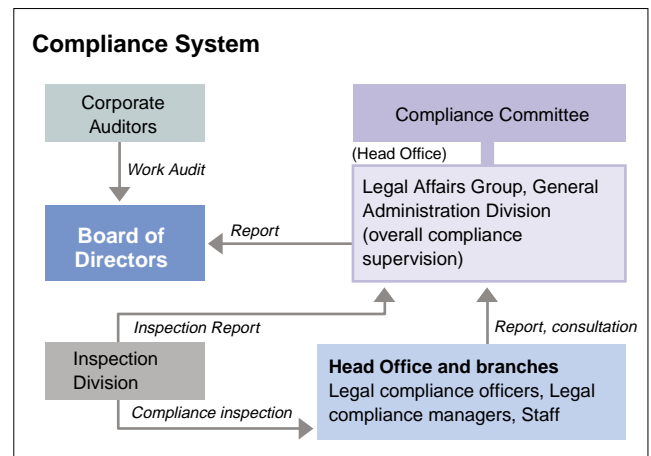 Compliance System
Corporate
Auditors
Compliance Committee
(Head Office)
Work Audit
Legal Affairs Group, General
Administration Division
(overall compliance
supervision)
Board of
Directors
Report
Inspection Report
Report, consultation
Inspection
Division
Head Office and branches
Legal compliance officers, Legal
compliance managers, Staff
Compliance inspection